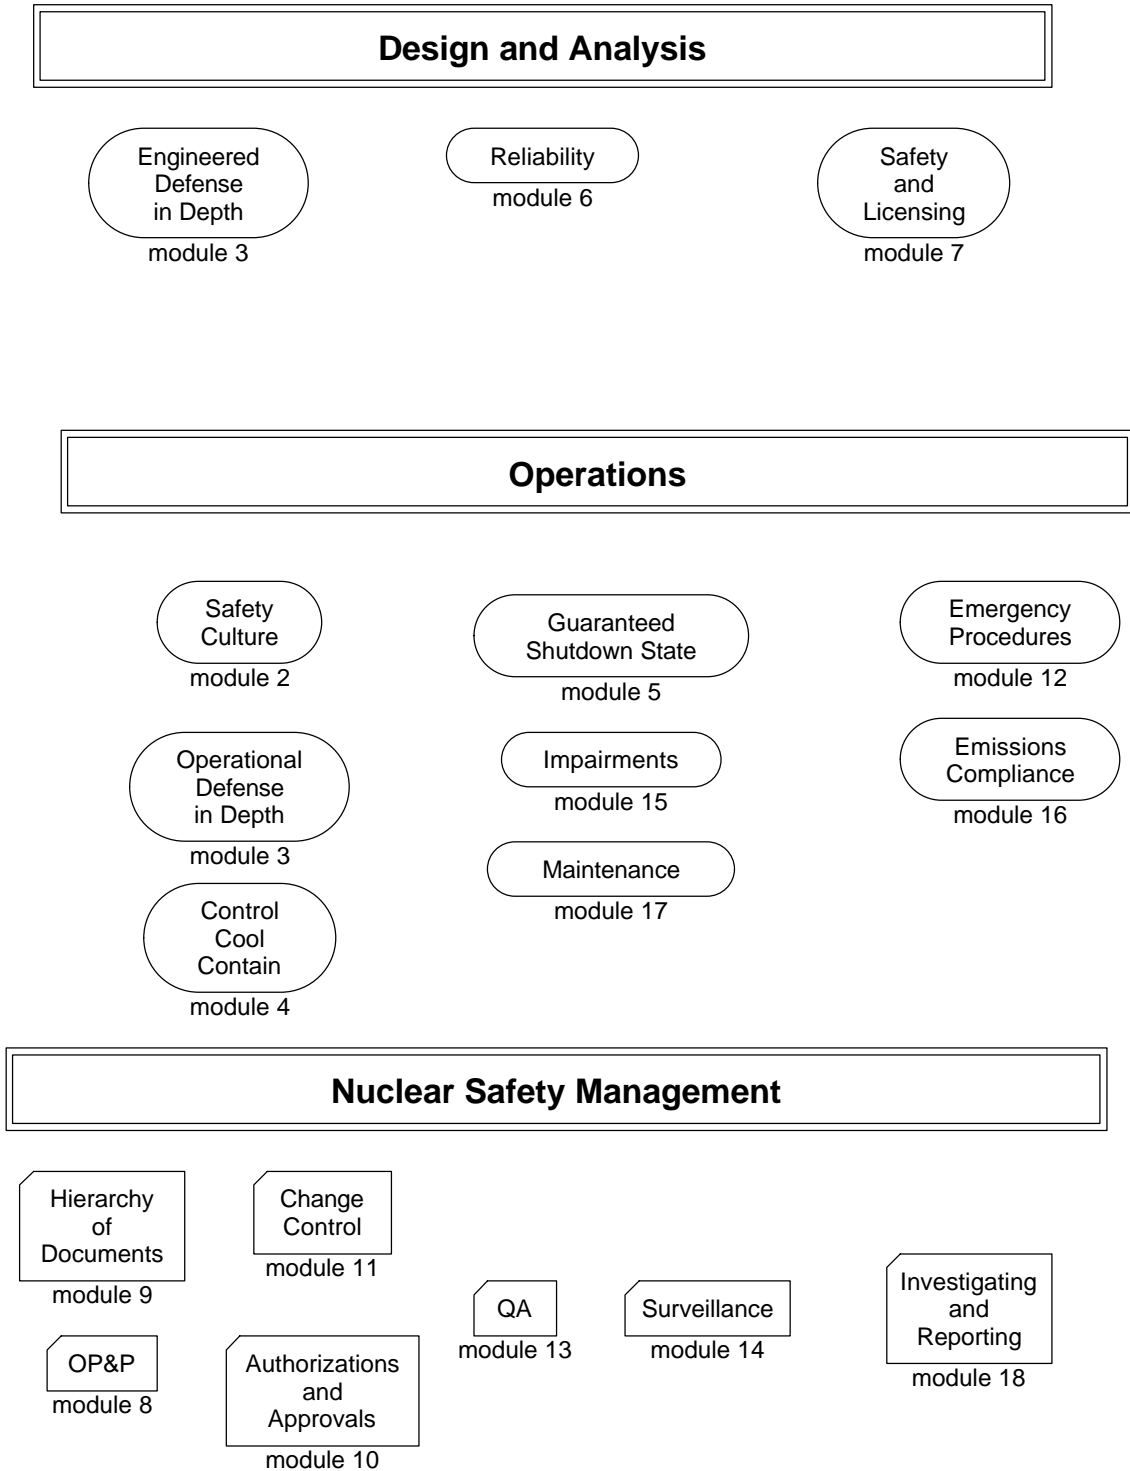 Design and Analysis
Engineered
Defense
in Depth
module 3
Reliability
module 6
Safety
and
Licensing
module 7
Operations
Safety
Culture
module 2
Guaranteed
Shutdown State
module 5
Emergency
Procedures
module 12
Operational
Defense
in Depth
module 3
Impairments
module 15
Emissions
Compliance
module 16
Control
Cool
Contain
module 4
Maintenance
module 17
Nuclear Safety Management
Hierarchy
of
Documents
module 9
Change
Control
module 11
OP&P
module 8
Authorizations
and
Approvals
module 10
QA
module 13
Surveillance
module 14
Investigating
and
Reporting
module 18